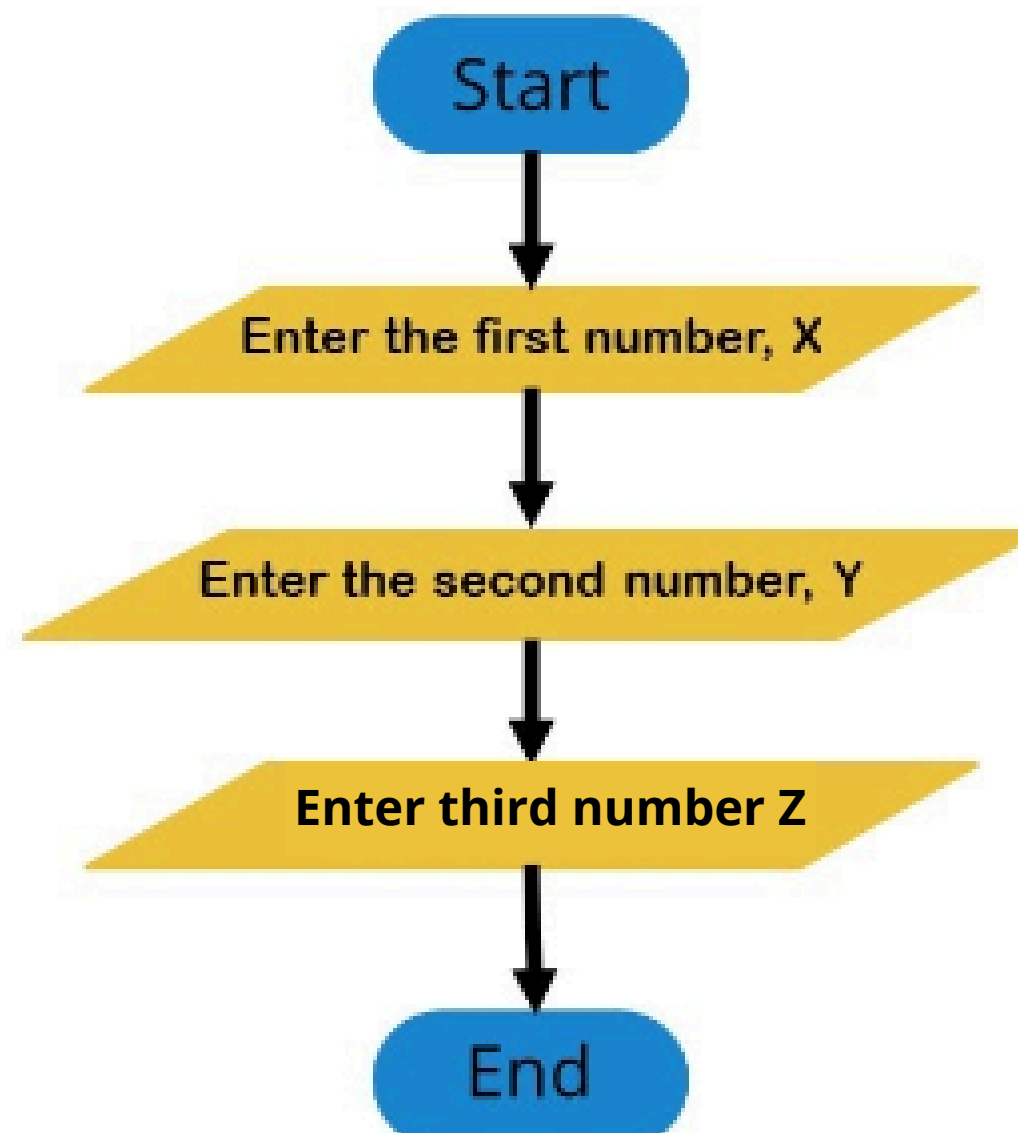 Start
Enter the first number, X
Enter the second number, Y
Enter third number Z
End